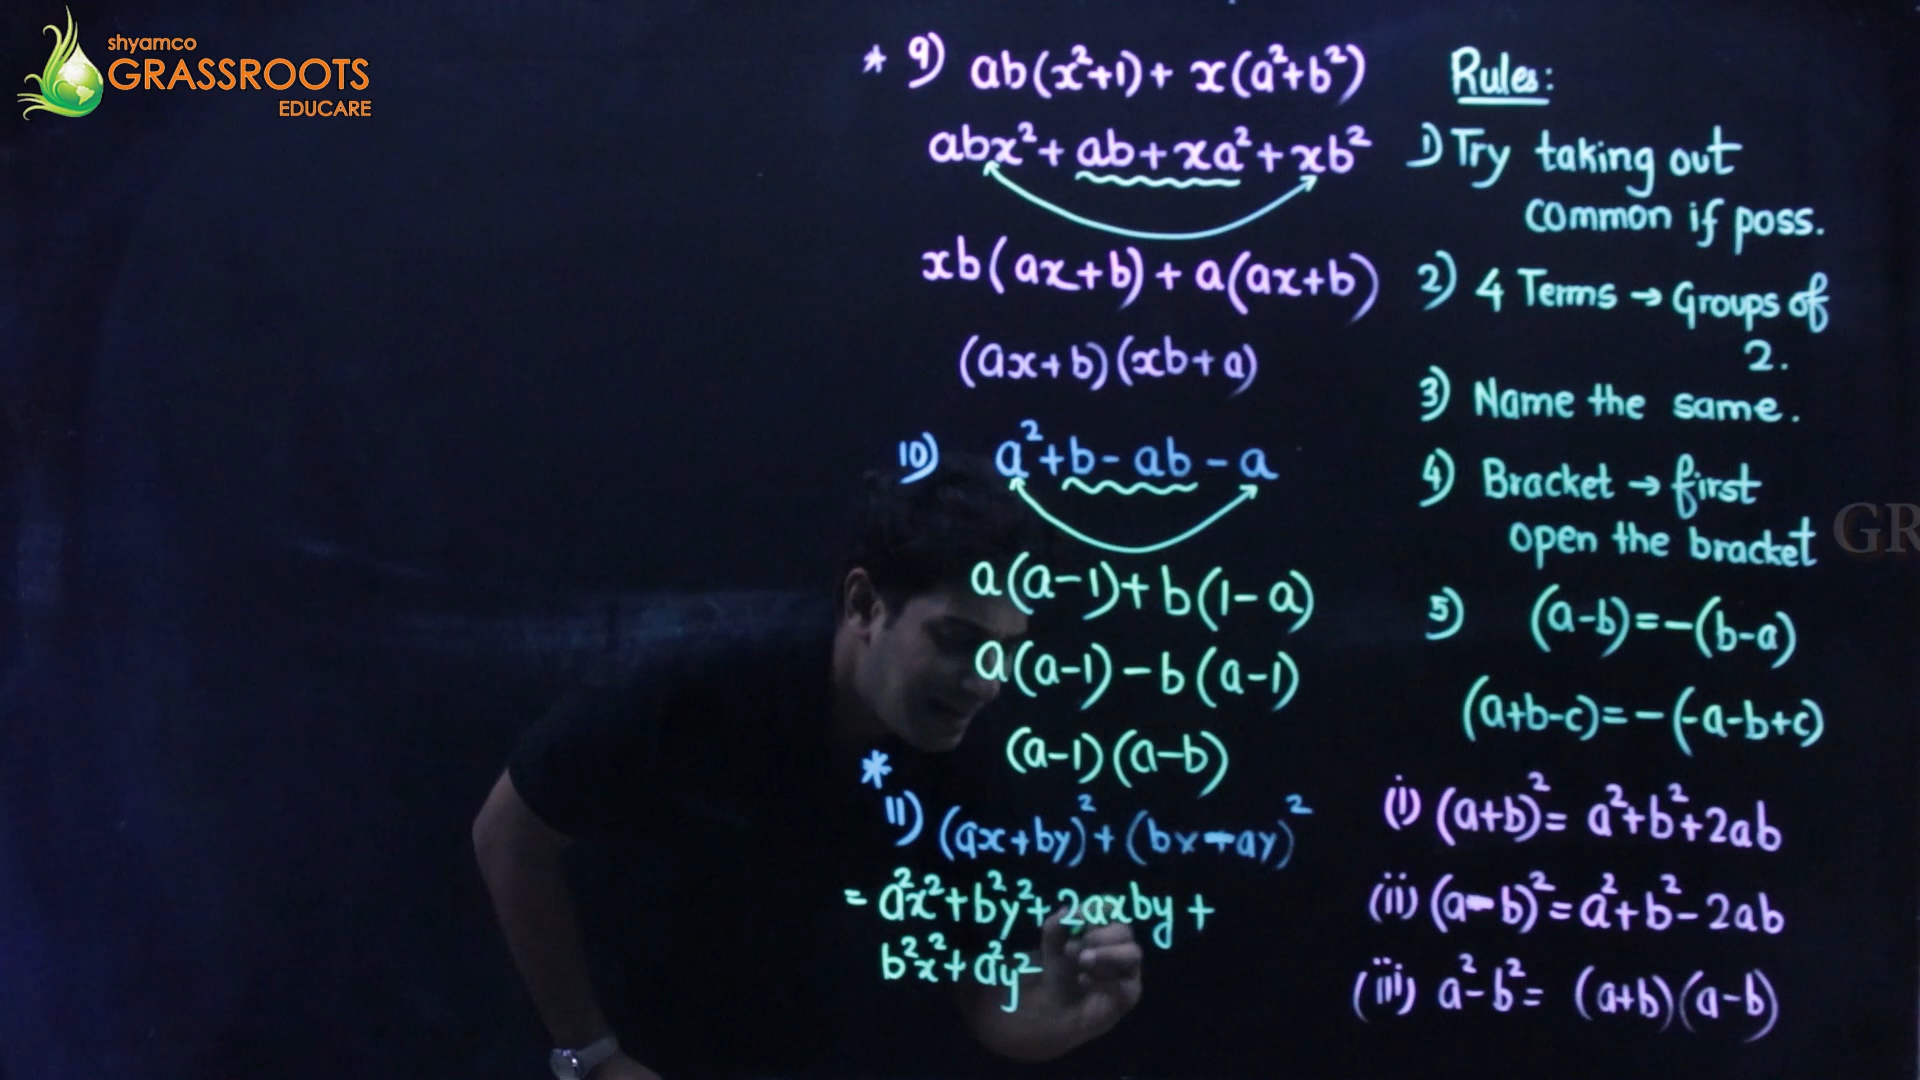 shyamco
GRASSROOTS
EDUCARE
* 9) ab(x²+1) + x(a²+b²)
abx² + ab + xa² + xb²
xb(ax+b) + a(ax+b)
(ax+b)(xb+a)
10) a²+b - ab - a
a(a-1) + b(1-a)
a(a-1) - b(a-1)
(a-1)(a-b)
*
11) (ax+by)² + (bx-ay)²
= a²x² + b²y² + 2axby +
b²x² + a²y²
Rules:
1) Try taking out
common if poss.
2) 4 Terms → Groups of
2.
3) Name the same.
4) Bracket → first
open the bracket
5) (a-b) = -(b-a)
(a+b-c) = -(-a-b+c)
(i) (a+b)² = a²+b²+2ab
(ii) (a-b)² = a²+b²-2ab
(iii) a²-b² = (a+b)(a-b)
GR